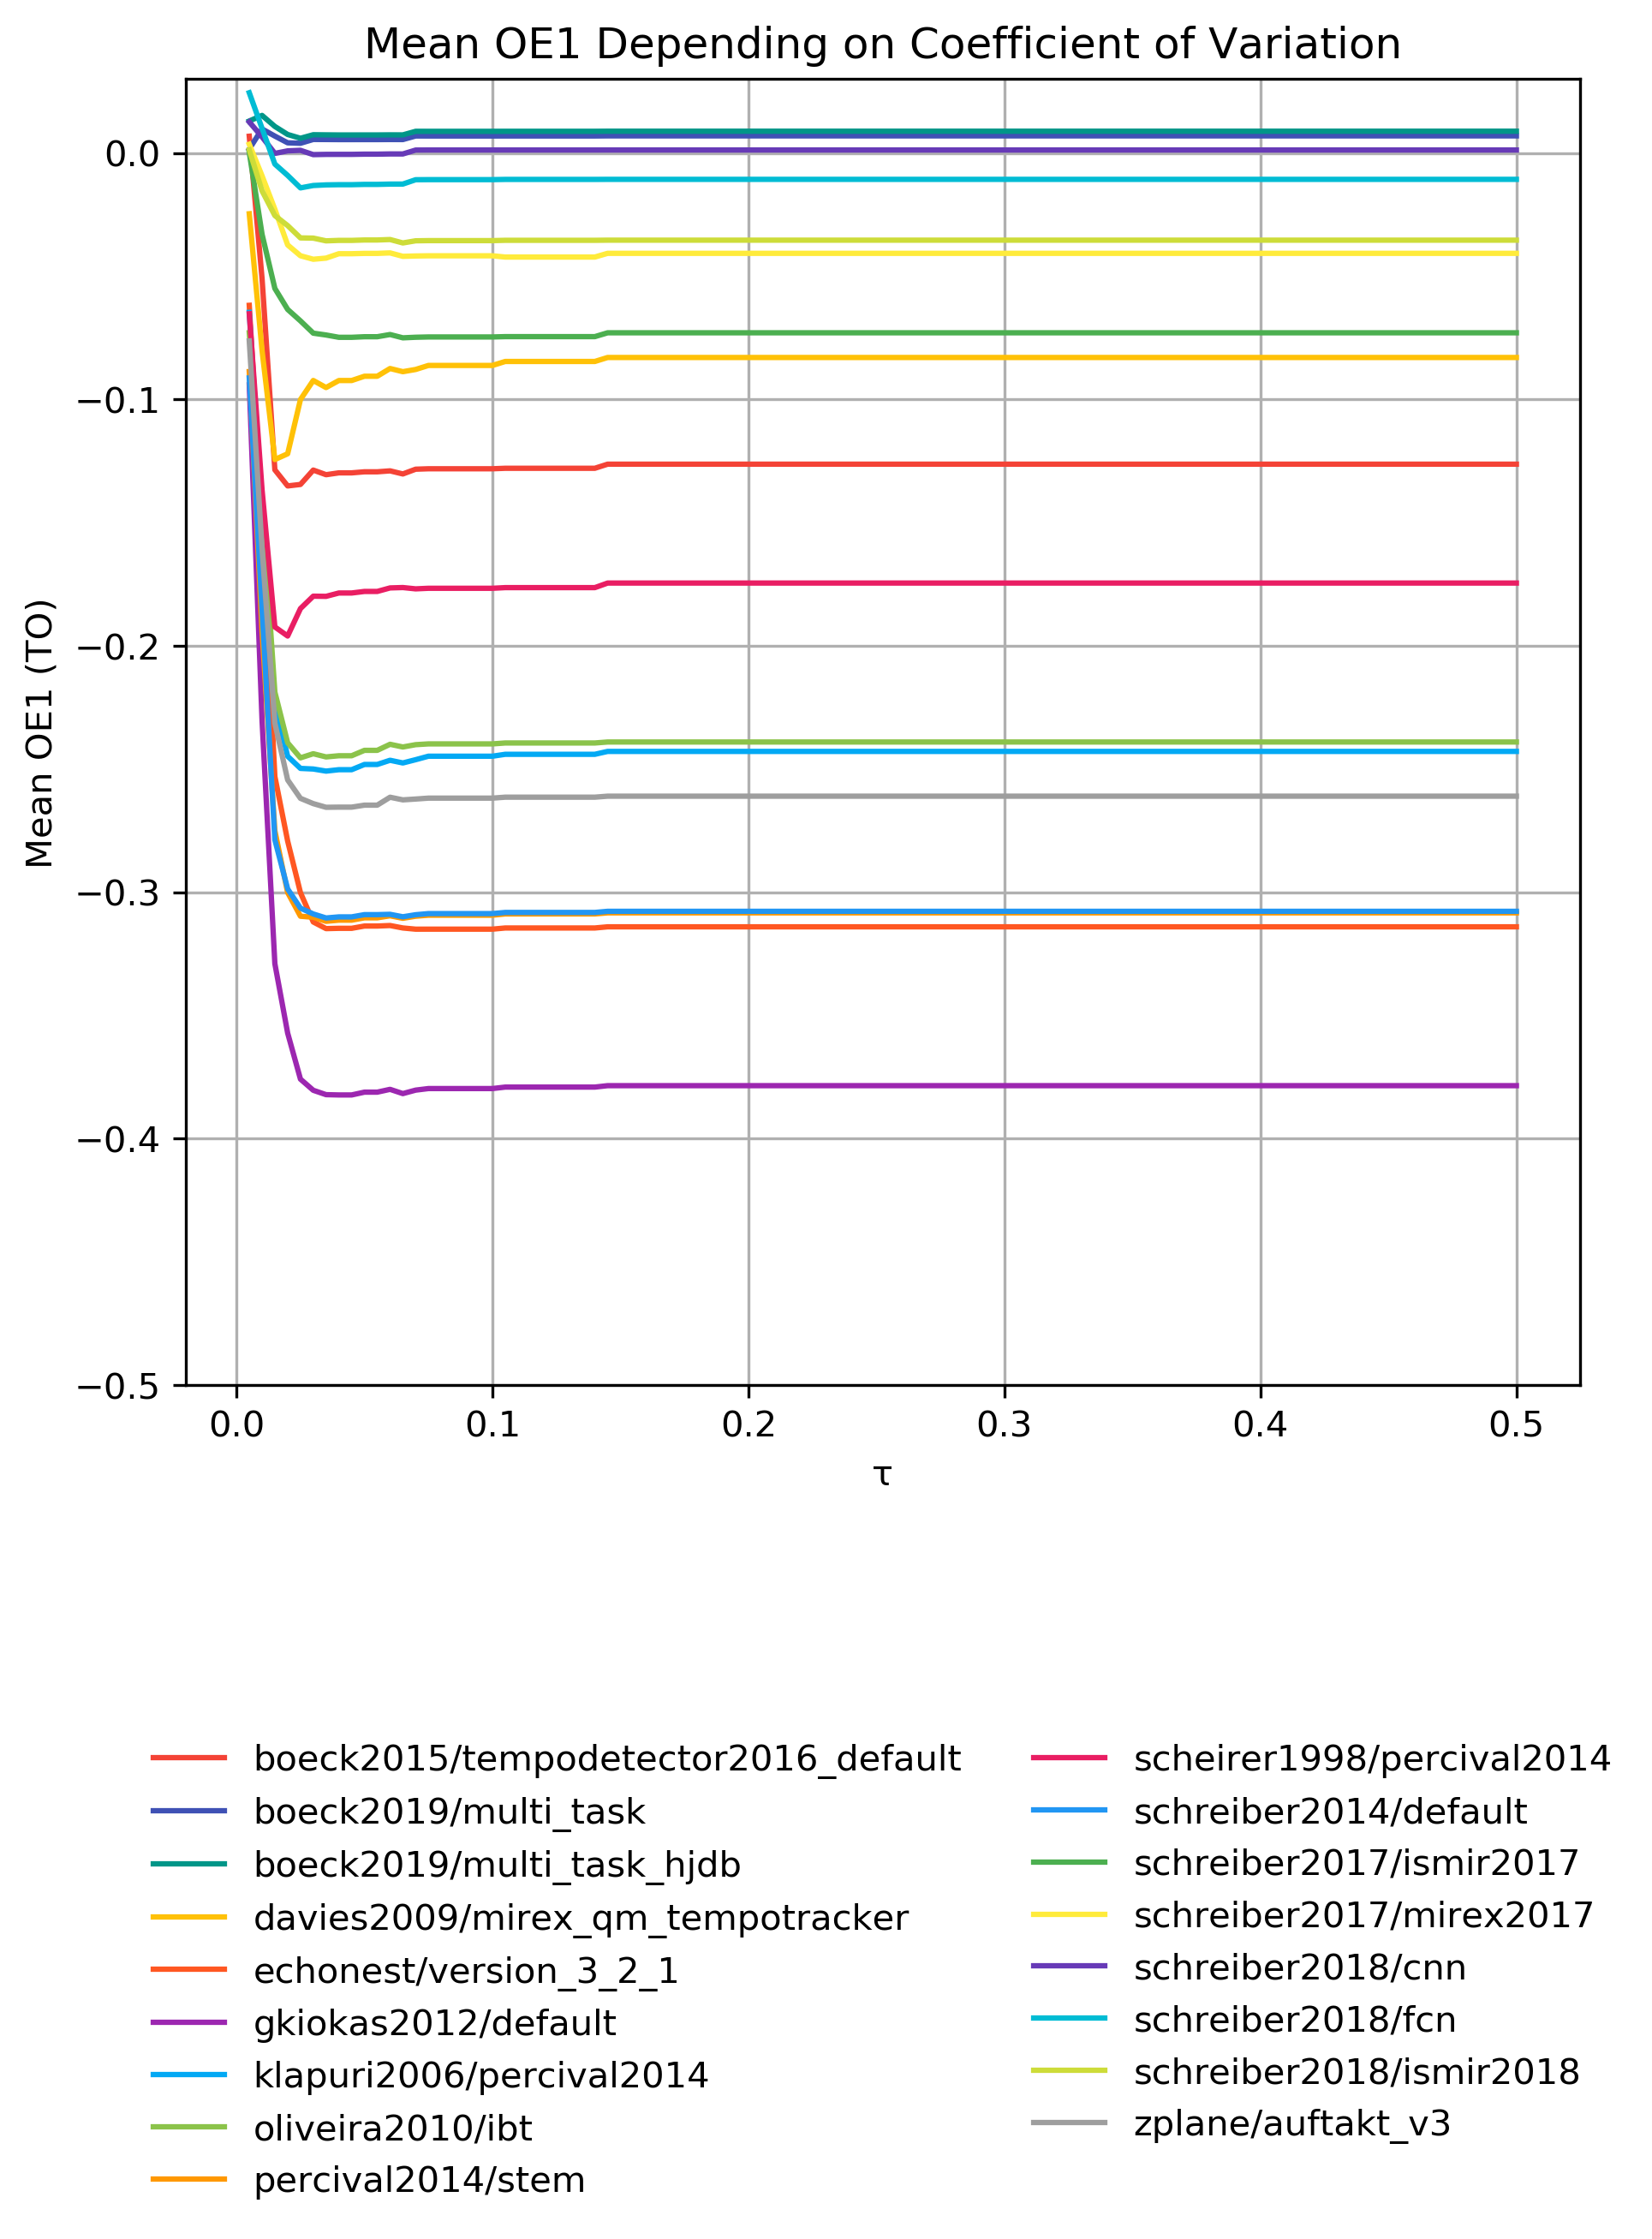 Mean OE1 Depending on Coefficient of Variation
Mean OE1 (TO)
0.0
−0.1
−0.2
−0.3
−0.4
−0.5
0.0 0.1 0.2 0.3 0.4 0.5
τ
boeck2015/tempodetector2016_default
boeck2019/multi_task
boeck2019/multi_task_hjdb
davies2009/mirex_qm_tempotracker
echonest/version_3_2_1
gkiokas2012/default
klapuri2006/percival2014
oliveira2010/ibt
percival2014/stem
scheirer1998/percival2014
schreiber2014/default
schreiber2017/ismir2017
schreiber2017/mirex2017
schreiber2018/cnn
schreiber2018/fcn
schreiber2018/ismir2018
zplane/auftakt_v3